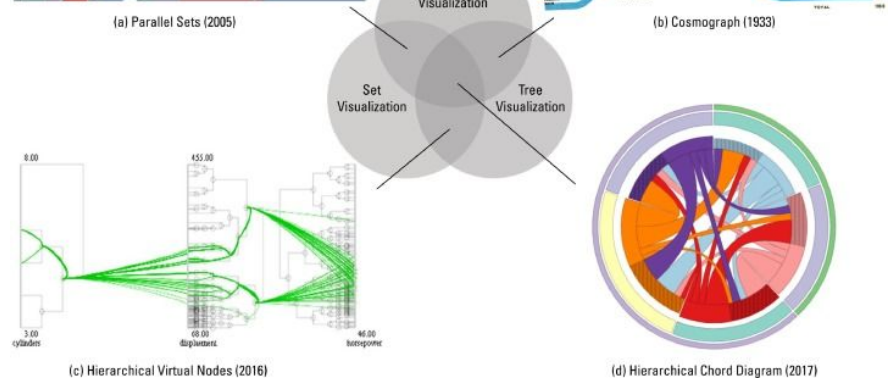 Visualization
(a) Parallel Sets (2005)
(b) Cosmograph (1933)
TOTAL
Set
Visualization
Tree
Visualization
8.00
455.00
3.00
cylinders
68.00
displacement
46.00
horsepower
(c) Hierarchical Virtual Nodes (2016)
(d) Hierarchical Chord Diagram (2017)